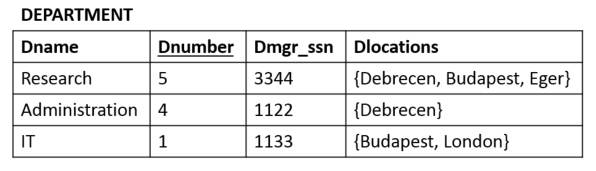 DEPARTMENT
Dname Dnumber Dmgr_ssn Dlocations
Research 5 3344 {Debrecen, Budapest, Eger}
Administration 4 1122 {Debrecen}
IT 1 1133 {Budapest, London}